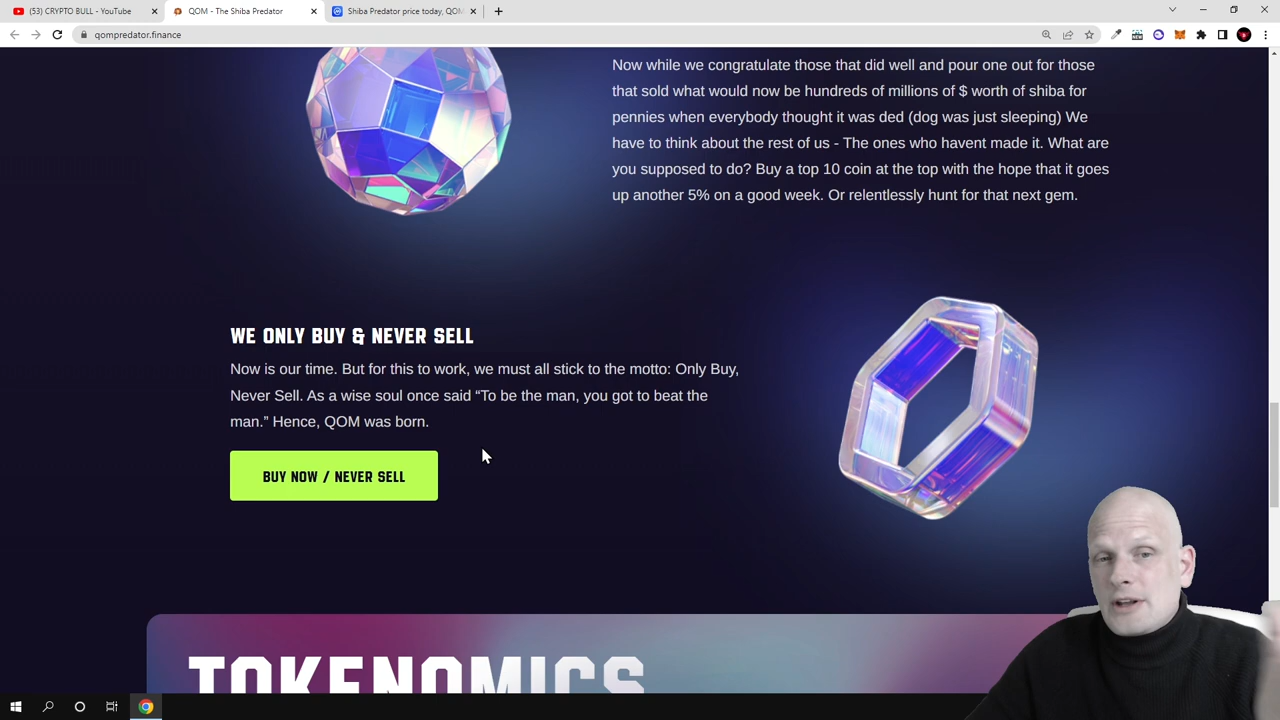 (53) CRYPTO BULL - YouTube
QOM - The Shiba Predator
Shiba Predator price today, QOM
qompredator.finance
Now while we congratulate those that did well and pour one out for those
that sold what would now be hundreds of millions of $ worth of shiba for
pennies when everybody thought it was ded (dog was just sleeping) We
have to think about the rest of us - The ones who havent made it. What are
you supposed to do? Buy a top 10 coin at the top with the hope that it goes
up another 5% on a good week. Or relentlessly hunt for that next gem.
WE ONLY BUY & NEVER SELL
Now is our time. But for this to work, we must all stick to the motto: Only Buy,
Never Sell. As a wise soul once said “To be the man, you got to beat the
man.” Hence, QOM was born.
BUY NOW / NEVER SELL
TOKENOMICS